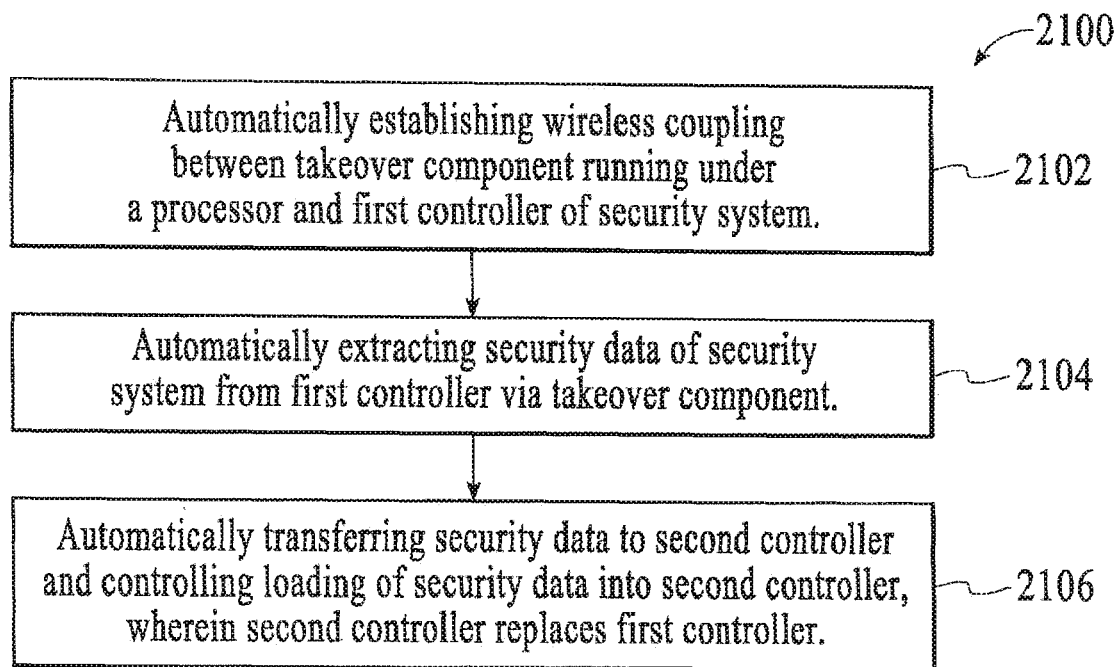 2100
Automatically establishing wireless coupling
between takeover component running under
a processor and first controller of security system.
2102
Automatically extracting security data of security
system from first controller via takeover component.
2104
Automatically transferring security data to second controller
and controlling loading of security data into second controller,
wherein second controller replaces first controller.
2106